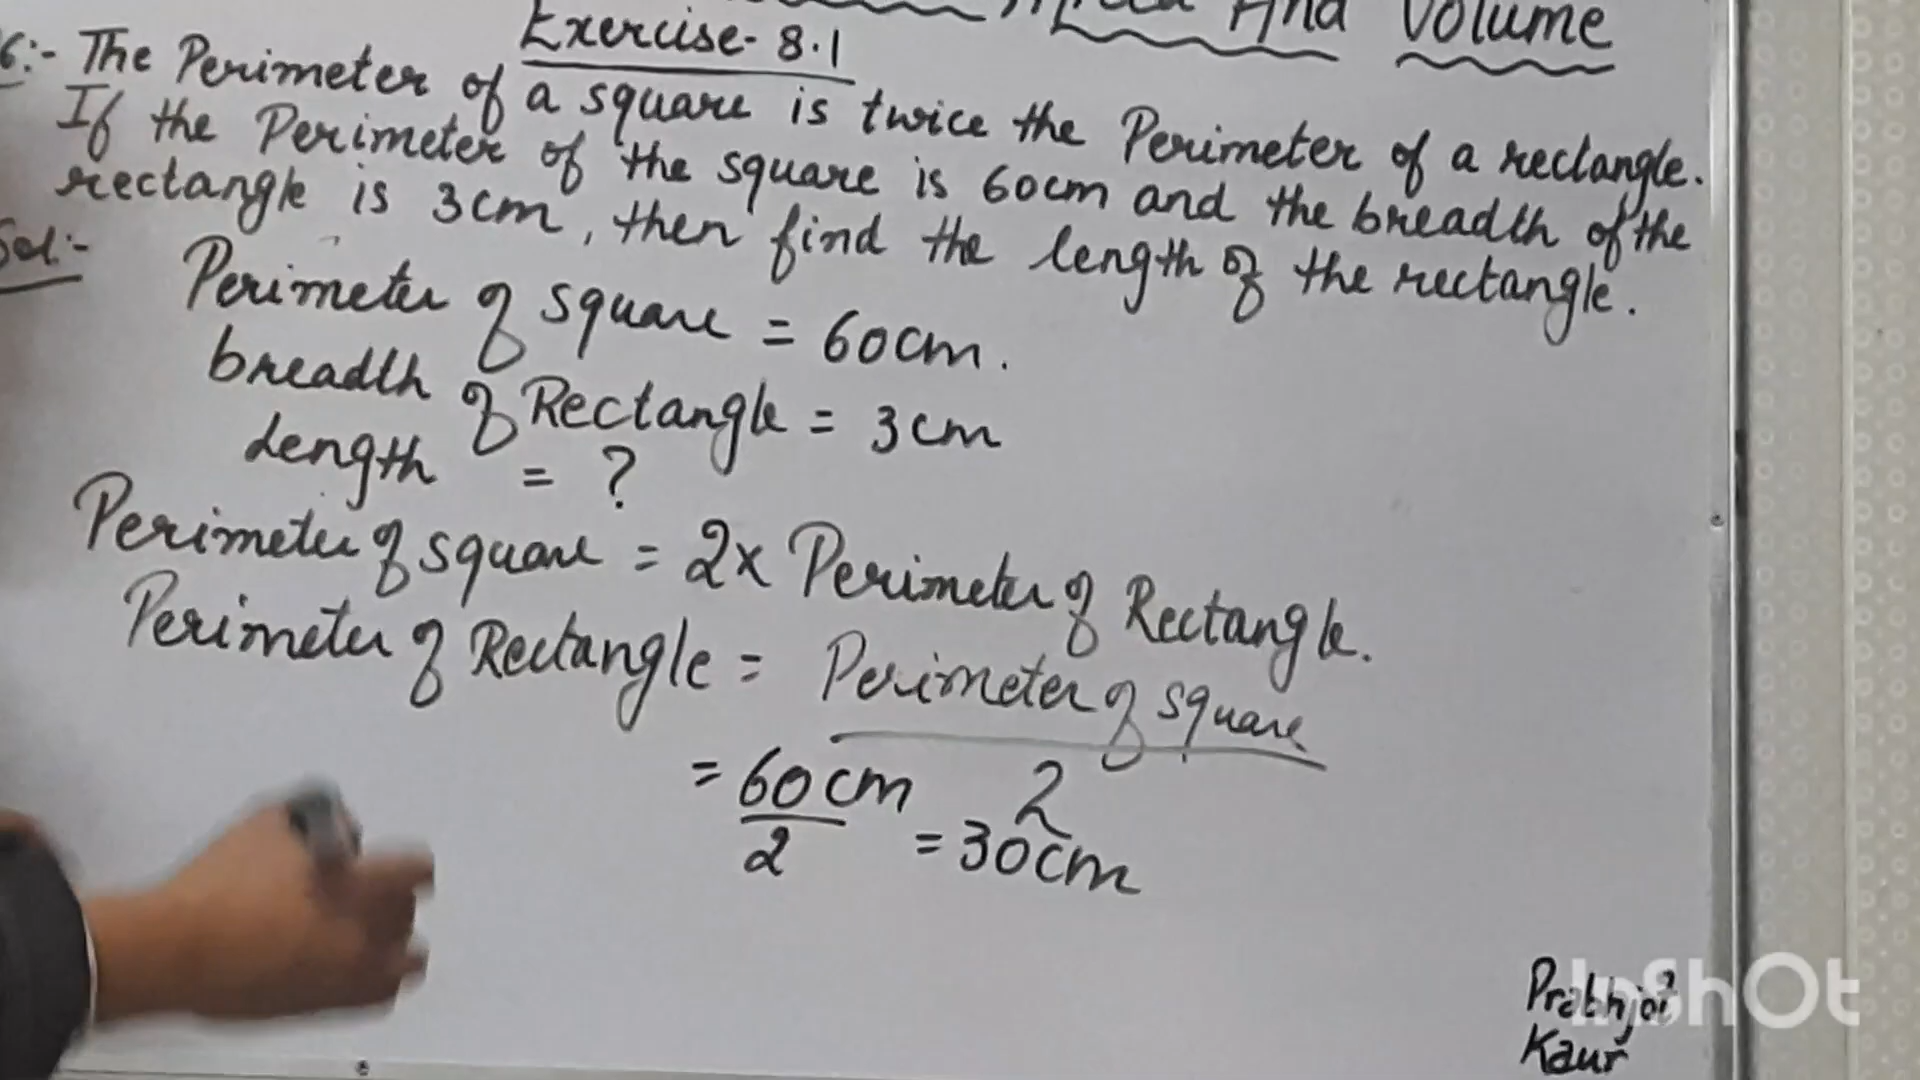 Area And Volume
Exercise-8.1
6:- The Perimeter of a square is twice the Perimeter of a rectangle.
If the Perimeter of the square is 60cm and the breadth of the
rectangle is 3cm, then find the length of the rectangle.
Sol:-
Perimeter of square = 60cm.
breadth of Rectangle = 3cm
Length = ?
Perimeter of square = 2x Perimeter of Rectangle.
Perimeter of Rectangle = Perimeter of square
2
= 60cm
2
= 30cm
Prabhjot
Kaur
InShOt